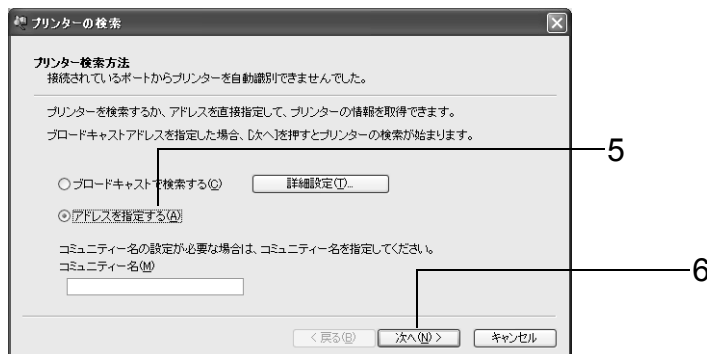 プリンターの検索
プリンター検索方法
接続されているポートからプリンターを自動識別できませんでした。
プリンターを検索するか、アドレスを直接指定して、プリンターの情報を取得できます。
ブロードキャストアドレスを指定した場合、[次へ]を押すとプリンターの検索が始まります。
5
ブロードキャストで検索する(C) 詳細設定(T)...
アドレスを指定する(A)
コミュニティー名の設定が必要な場合は、コミュニティー名を指定してください。
コミュニティー名(M)
6
< 戻る(B) 次へ(N) > キャンセル